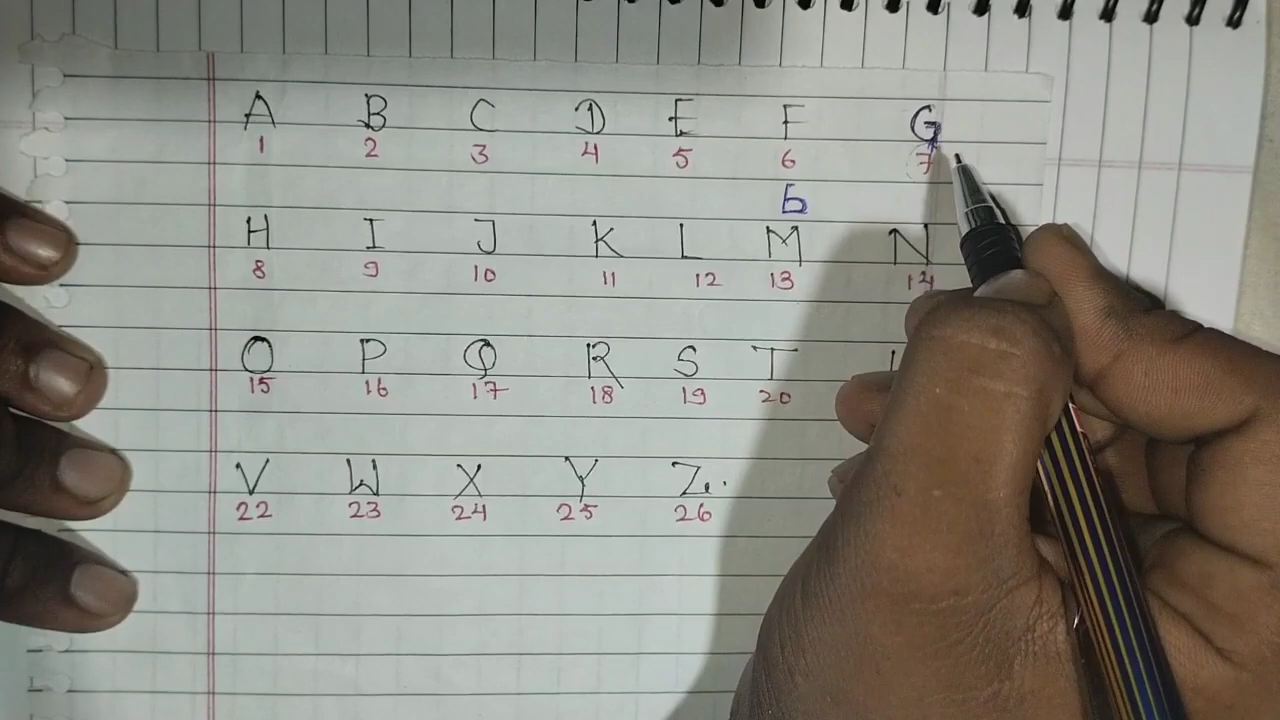 A B C D E F G
1 2 3 4 5 6 7
b
H I J K L M N
8 9 10 11 12 13 14
O P Q R S T
15 16 17 18 19 20
V W X Y Z.
22 23 24 25 26